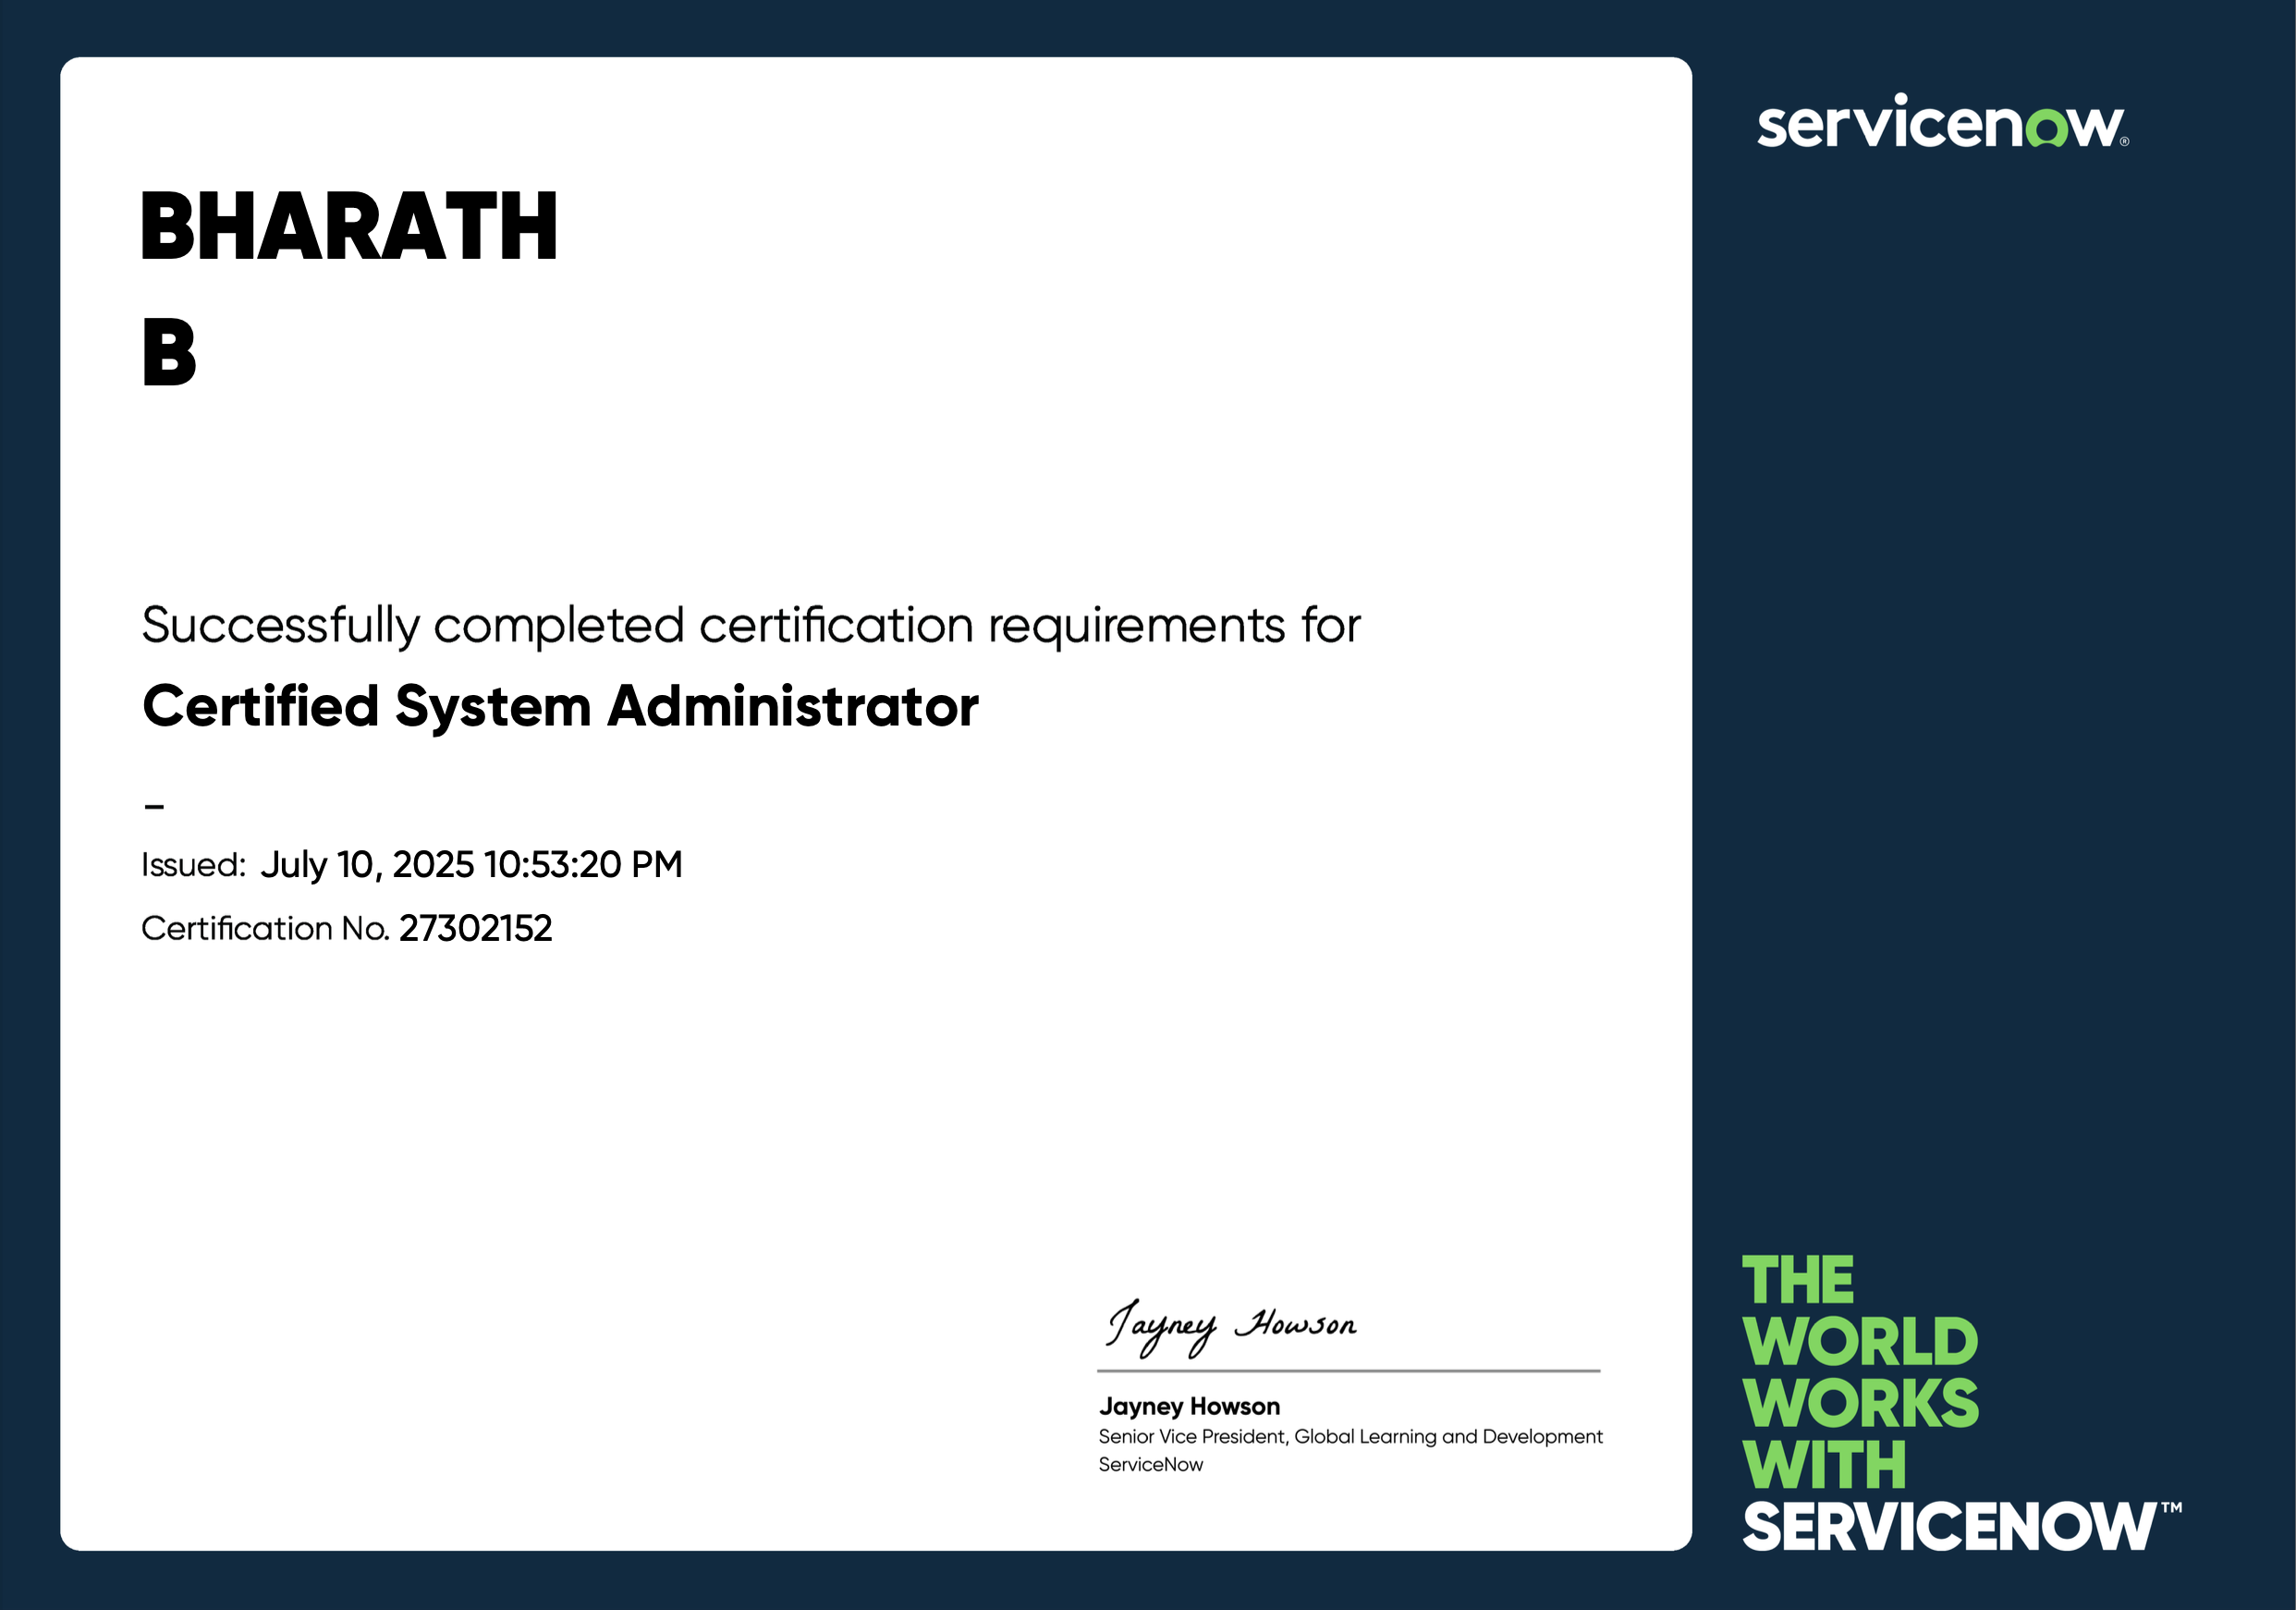 BHARATH
B
Successfully completed certification requirements for
Certified System Administrator
–
Issued: July 10, 2025 10:53:20 PM
Certification No. 27302152
Jayney Howson
Jayney Howson
Senior Vice President, Global Learning and Development
ServiceNow
servicenow®
THE
WORLD
WORKS
WITH
SERVICENOW™